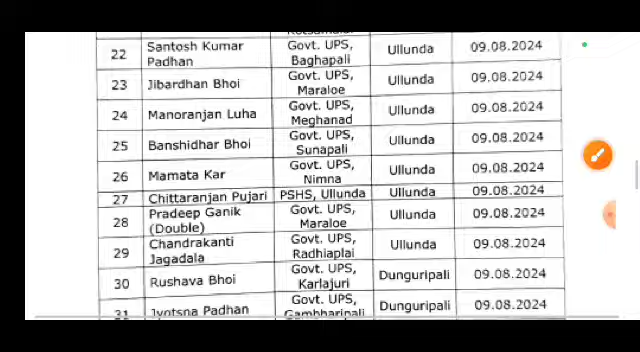 22 Santosh Kumar Padhan Govt. UPS, Baghapali Ullunda 09.08.2024
23 Jibardhan Bhoi Govt. UPS, Maraloe Ullunda 09.08.2024
24 Manoranjan Luha Govt. UPS, Meghanad Ullunda 09.08.2024
25 Banshidhar Bhoi Govt. UPS, Sunapali Ullunda 09.08.2024
26 Mamata Kar Govt. UPS, Nimna Ullunda 09.08.2024
27 Chittaranjan Pujari PSHS, Ullunda Ullunda 09.08.2024
28 Pradeep Ganik (Double) Govt. UPS, Maraloe Ullunda 09.08.2024
29 Chandrakanti Jagadala Govt. UPS, Radhiaplai Ullunda 09.08.2024
30 Rushava Bhoi Govt. UPS, Karlajuri Dunguripali 09.08.2024
31 Jyotsna Padhan Govt. UPS, Gambharipali Dunguripali 09.08.2024